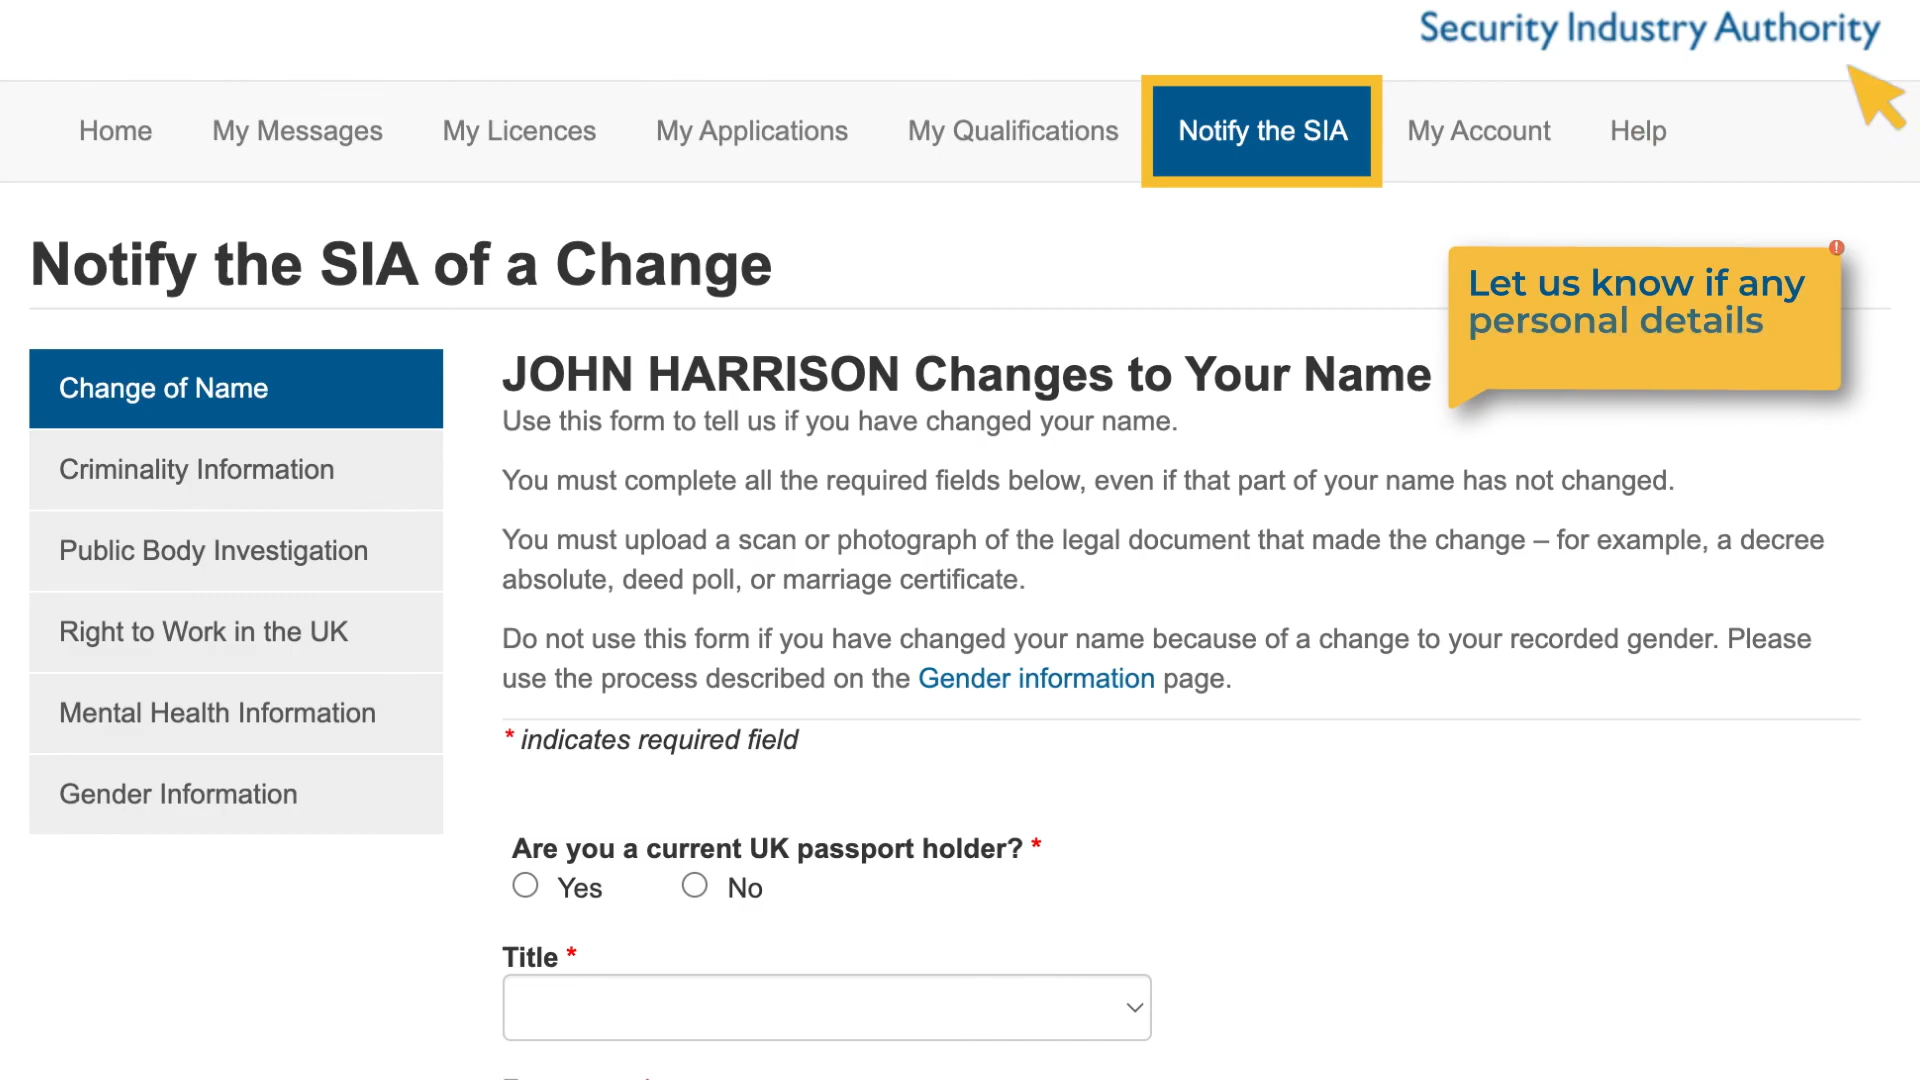 Security Industry Authority
Home My Messages My Licences My Applications My Qualifications Notify the SIA My Account Help
Notify the SIA of a Change
Let us know if any
personal details
Change of Name
Criminality Information
Public Body Investigation
Right to Work in the UK
Mental Health Information
Gender Information
JOHN HARRISON Changes to Your Name
Use this form to tell us if you have changed your name.
You must complete all the required fields below, even if that part of your name has not changed.
You must upload a scan or photograph of the legal document that made the change – for example, a decree
absolute, deed poll, or marriage certificate.
Do not use this form if you have changed your name because of a change to your recorded gender. Please
use the process described on the Gender information page.
* indicates required field
Are you a current UK passport holder? *
Yes No
Title *